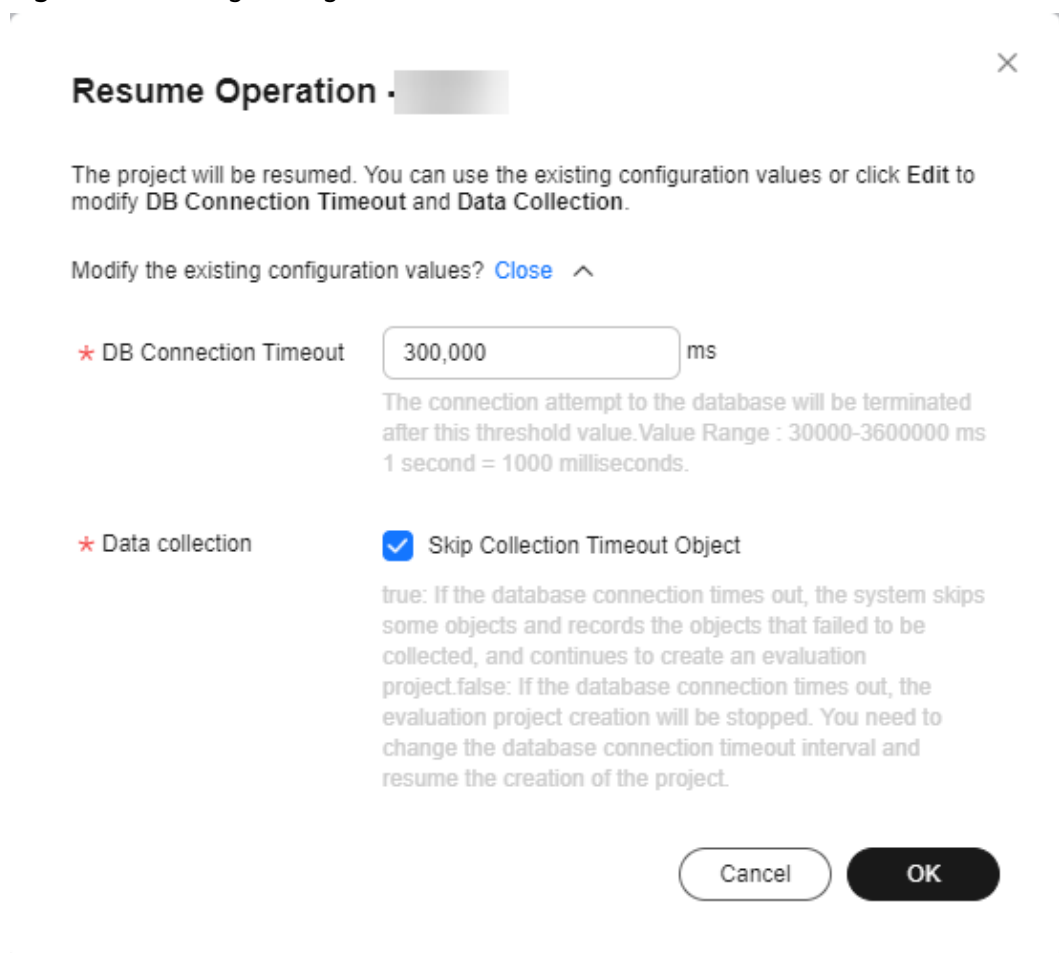 Resume Operation -
The project will be resumed. You can use the existing configuration values or click Edit to
modify DB Connection Timeout and Data Collection.
Modify the existing configuration values? Close
* DB Connection Timeout 300,000 ms
The connection attempt to the database will be terminated
after this threshold value.Value Range : 30000-3600000 ms
1 second = 1000 milliseconds.
* Data collection Skip Collection Timeout Object
true: If the database connection times out, the system skips
some objects and records the objects that failed to be
collected, and continues to create an evaluation
project.false: If the database connection times out, the
evaluation project creation will be stopped. You need to
change the database connection timeout interval and
resume the creation of the project.
Cancel OK